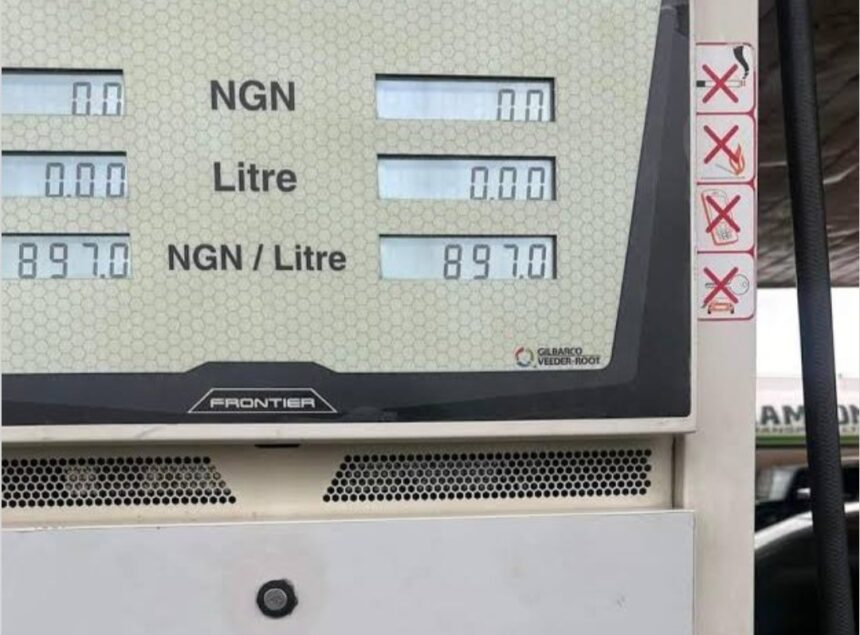 0.0 NGN 0.0
0.00 Litre 0.00
897.0 NGN / Litre 897.0
GILBARCO
VEEDER-ROOT
FRONTIER